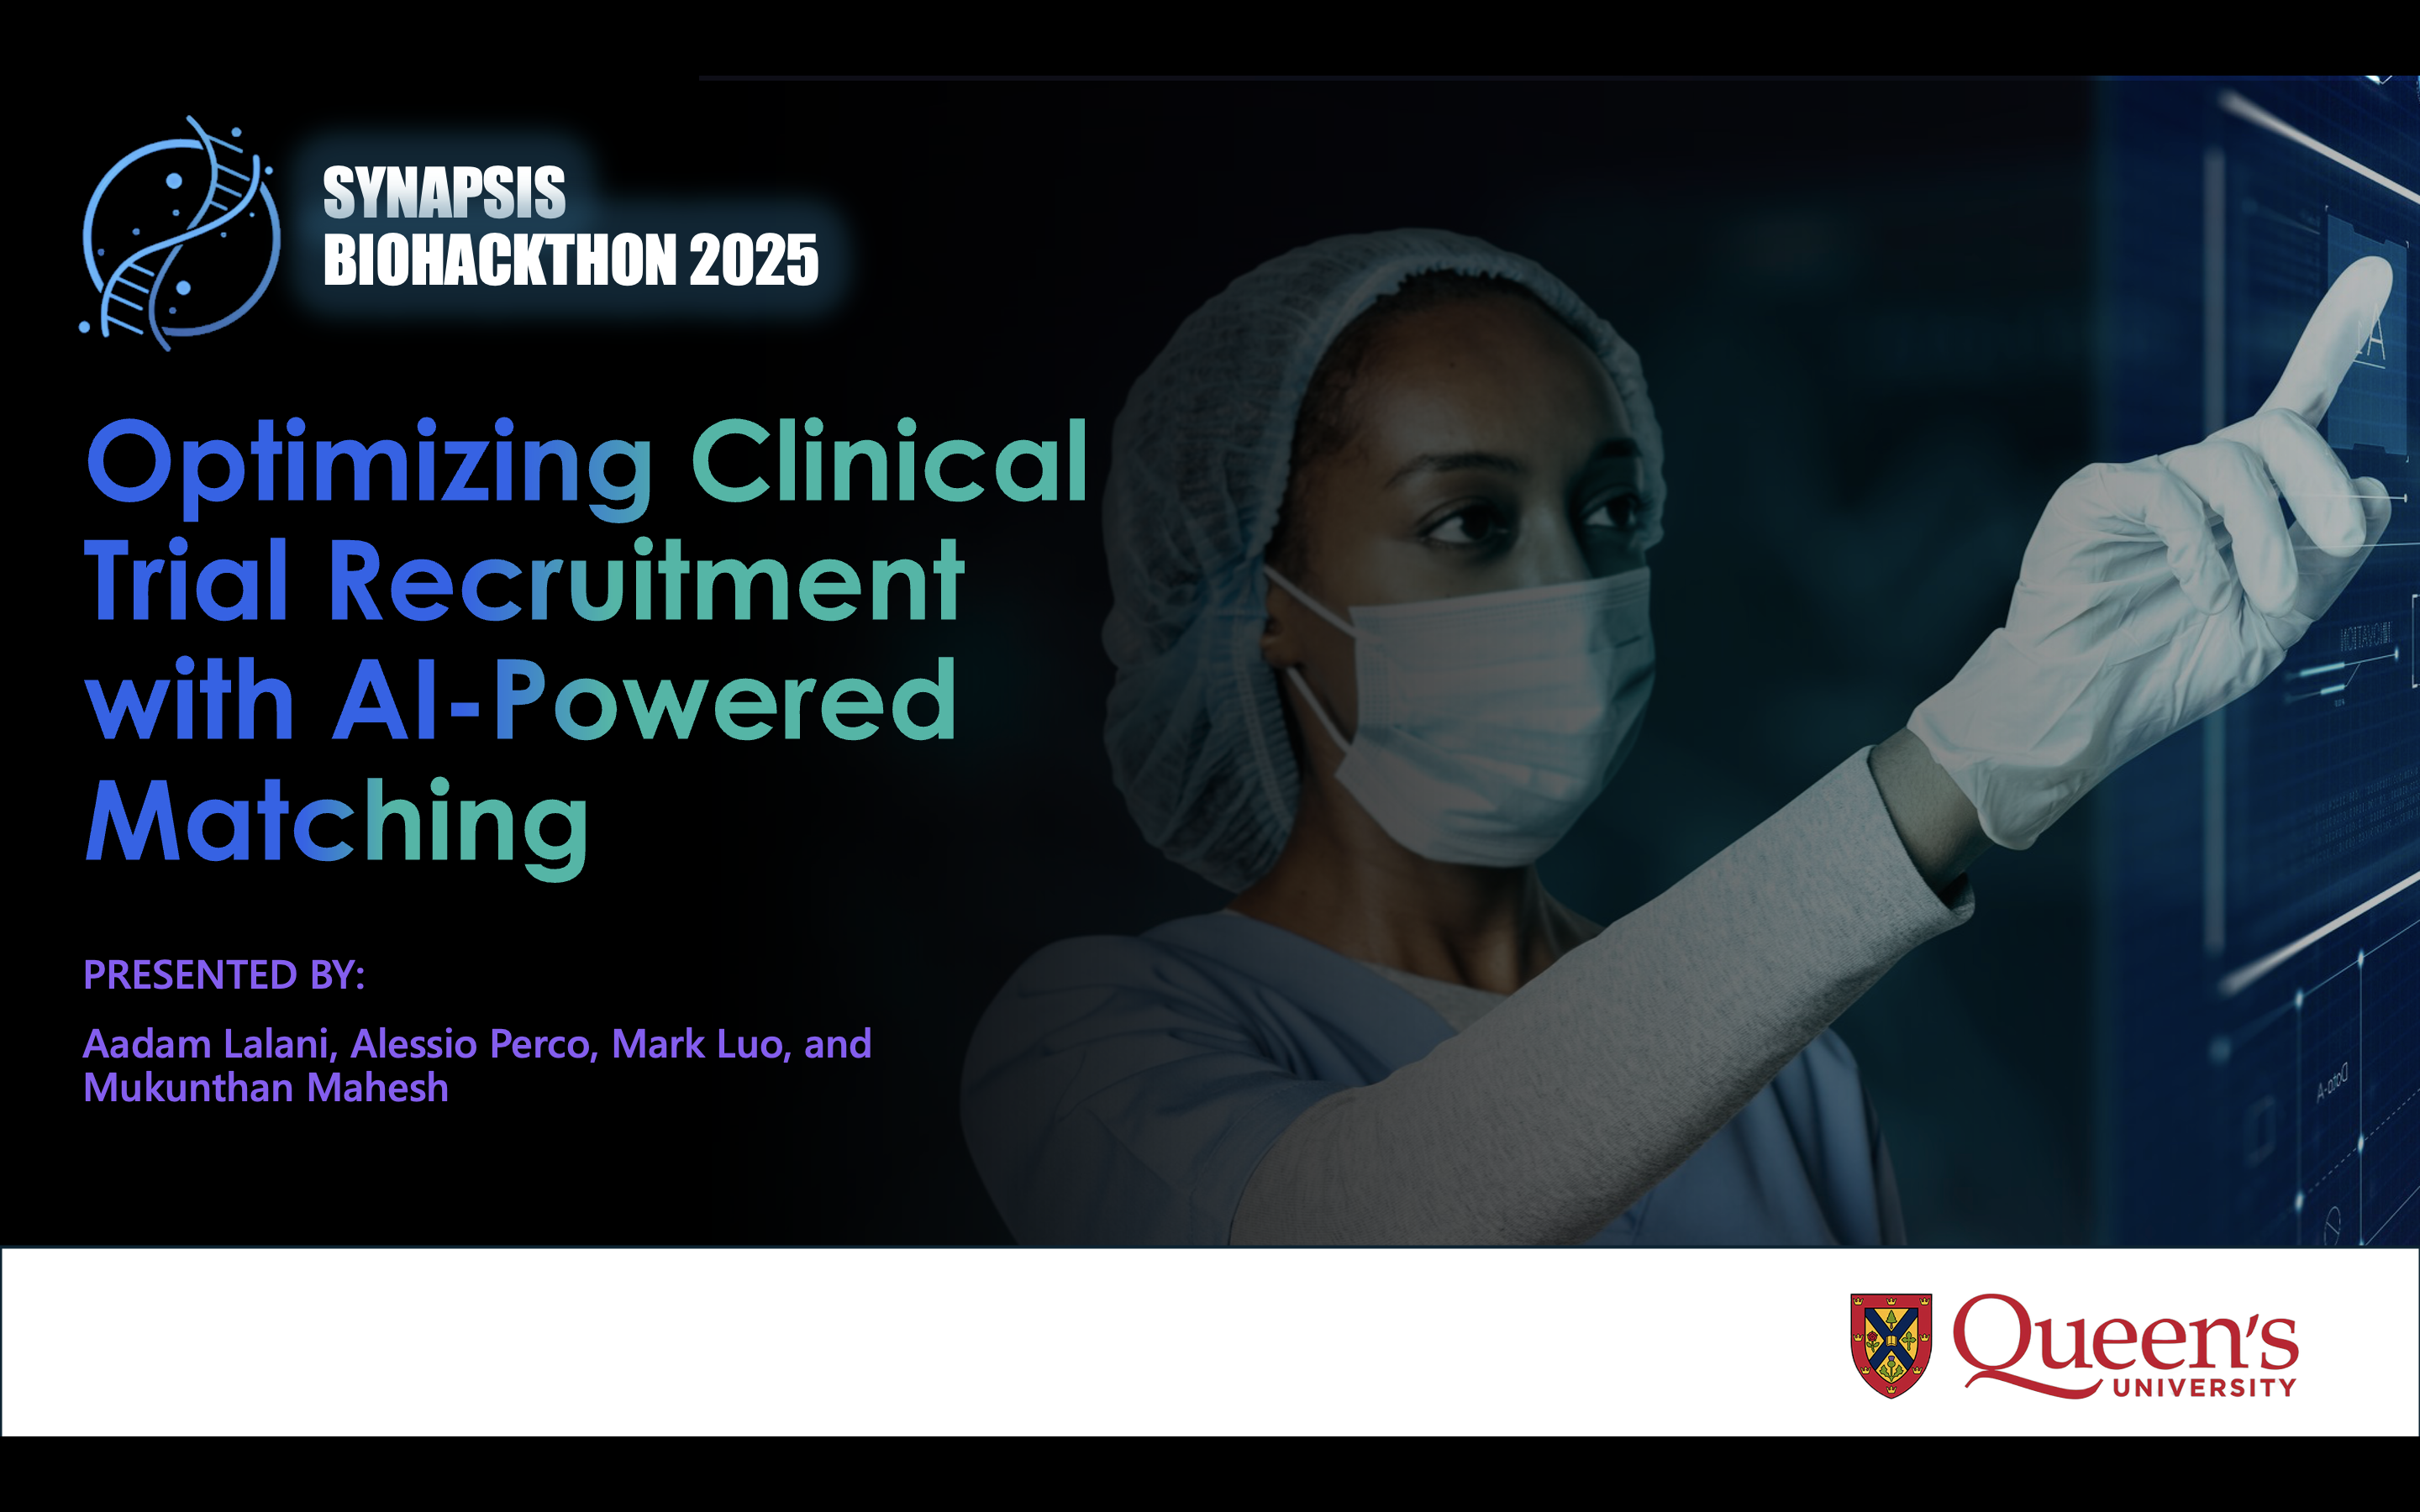 SYNAPSIS
BIOHACKTHON 2025
Optimizing Clinical
Trial Recruitment
with AI-Powered
Matching
PRESENTED BY:
Aadam Lalani, Alessio Perco, Mark Luo, and
Mukunthan Mahesh
Queen's
UNIVERSITY